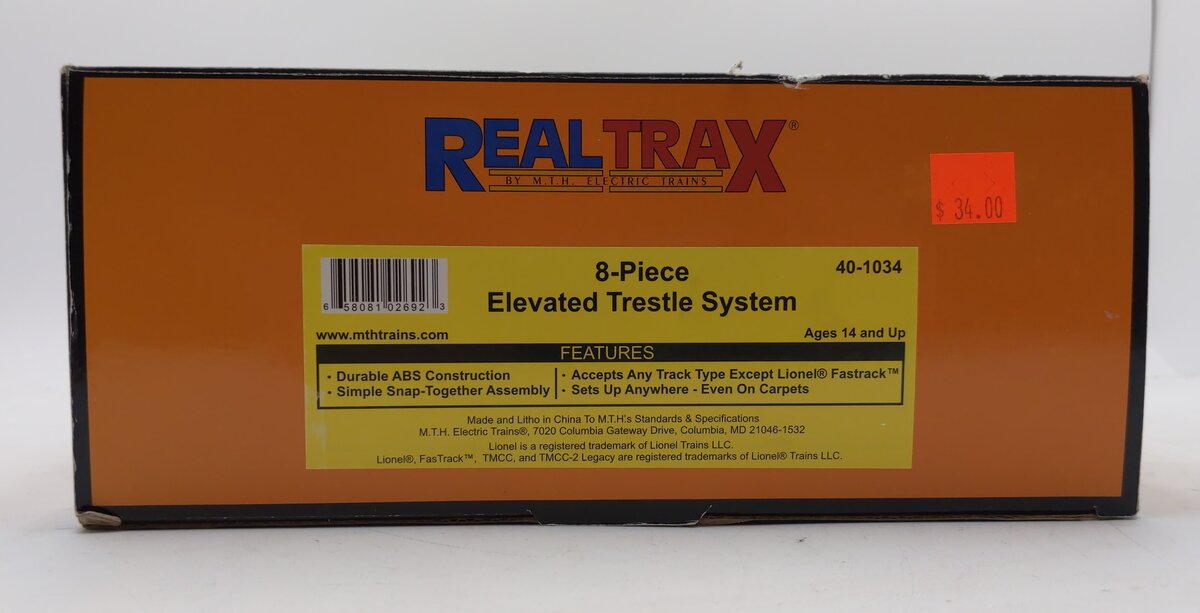 REALTRAX®
BY M.T.H. ELECTRIC TRAINS
$ 34.00
8-Piece
40-1034
Elevated Trestle System
6 58081 02692 3
www.mthtrains.com
Ages 14 and Up
FEATURES
· Durable ABS Construction
· Simple Snap-Together Assembly
· Accepts Any Track Type Except Lionel® Fastrack™
· Sets Up Anywhere - Even On Carpets
Made and Litho in China To M.T.H.'s Standards & Specifications
M.T.H. Electric Trains®, 7020 Columbia Gateway Drive, Columbia, MD 21046-1532
Lionel is a registered trademark of Lionel Trains LLC.
Lionel®, FasTrack™, TMCC, and TMCC-2 Legacy are registered trademarks of Lionel® Trains LLC.